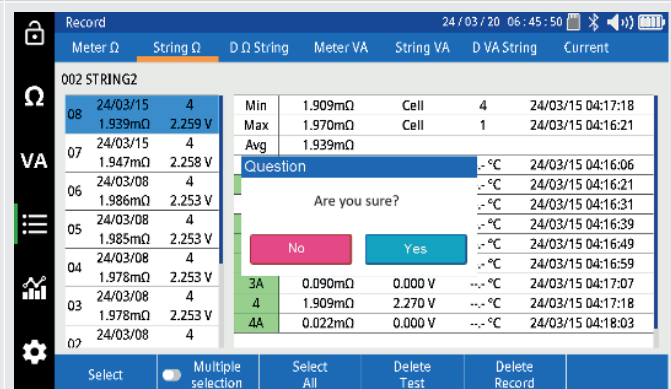 Record 24/03/20 06:45:50
Meter Ω String Ω D Ω String Meter VA String VA D VA String Current
002 STRING2
Ω
VA
08 24/03/15 4
1.939mΩ 2.259 V
07 24/03/15 4
1.947mΩ 2.258 V
06 24/03/08 4
1.986mΩ 2.253 V
05 24/03/08 4
1.985mΩ 2.253 V
04 24/03/08 4
1.978mΩ 2.253 V
03 24/03/08 4
1.978mΩ 2.253 V
02 24/03/08 4
Min 1.909mΩ Cell 4 24/03/15 04:17:18
Max 1.970mΩ Cell 1 24/03/15 04:16:21
Avg 1.939mΩ
Question
Are you sure?
No Yes
-.- °C 24/03/15 04:16:06
-.- °C 24/03/15 04:16:21
-.- °C 24/03/15 04:16:31
-.- °C 24/03/15 04:16:39
-.- °C 24/03/15 04:16:49
-.- °C 24/03/15 04:16:59
3A 0.090mΩ 0.000 V --.- °C 24/03/15 04:17:07
4 1.909mΩ 2.270 V --.- °C 24/03/15 04:17:18
4A 0.022mΩ 0.000 V --.- °C 24/03/15 04:18:03
Select
Multiple
selection
Select
All
Delete
Test
Delete
Record